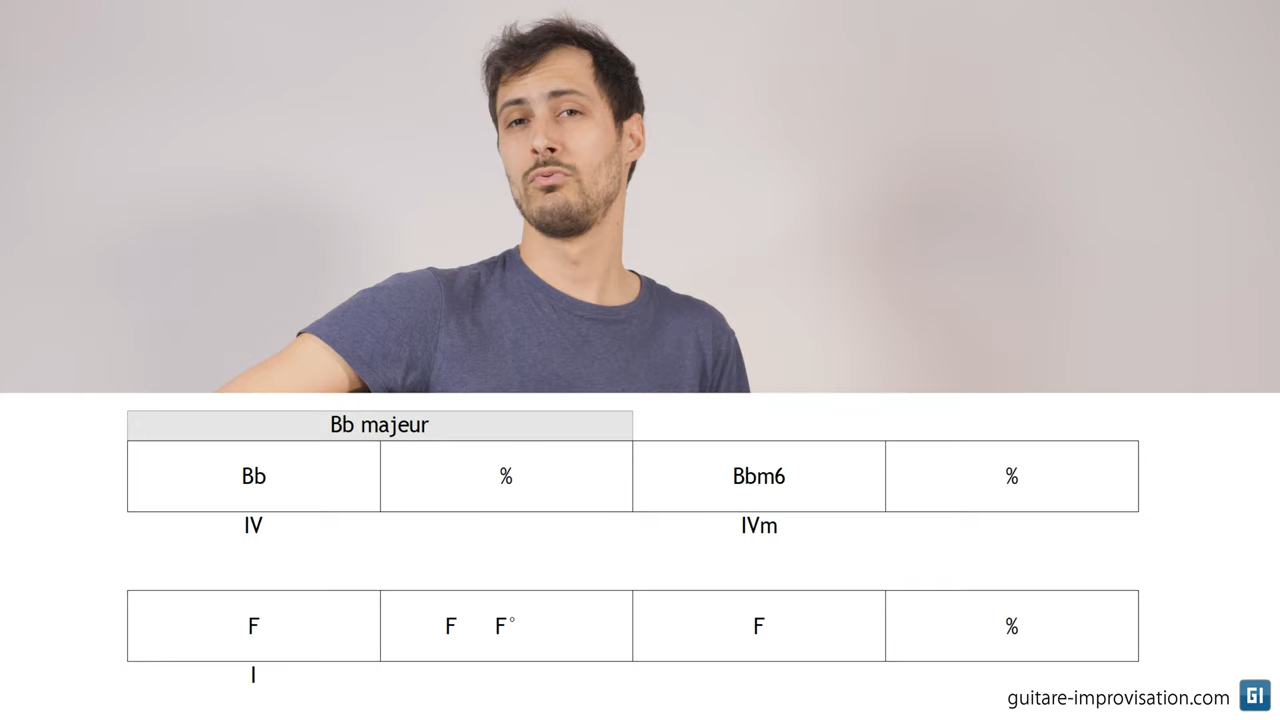 Bb majeur
Bb % Bbm6 %
IV IVm
F F F° F %
I
guitare-improvisation.com GI